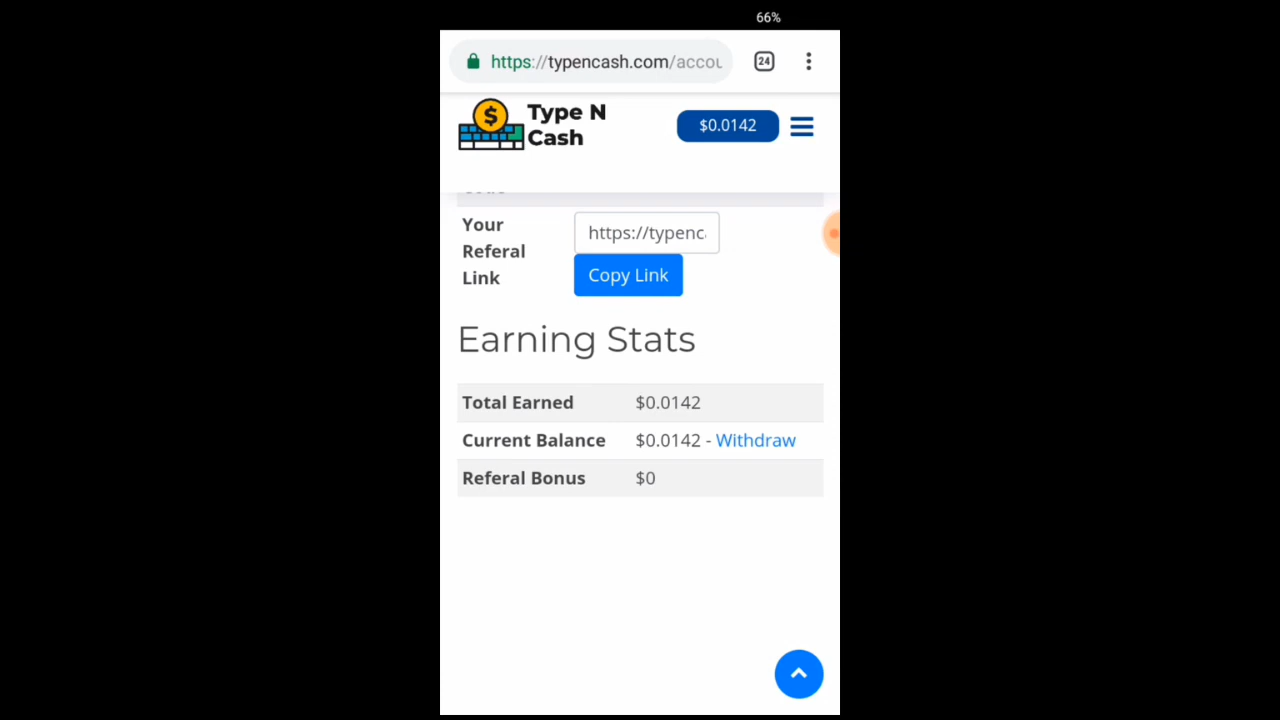 66%
https://typencash.com/accou
24
Type N
Cash
$0.0142
Your
Referal
Link
https://typenc
Copy Link
Earning Stats
Total Earned $0.0142
Current Balance $0.0142 - Withdraw
Referal Bonus $0